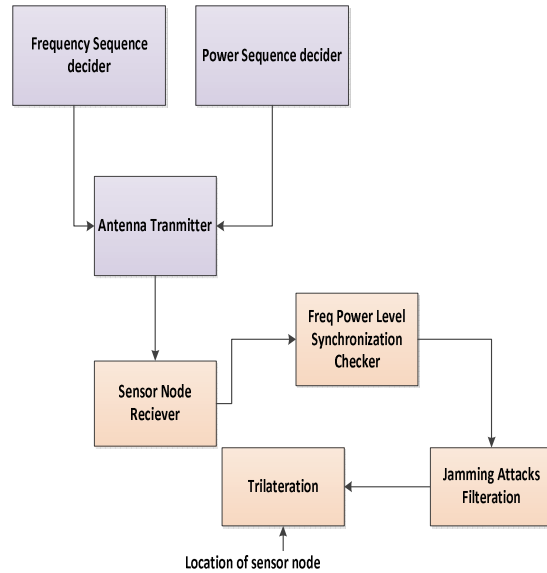 Frequency Sequence
decider
Power Sequence decider
Antenna Tranmitter
Freq Power Level
Synchronization
Checker
Sensor Node
Reciever
Trilateration
Jamming Attacks
Filteration
Location of sensor node